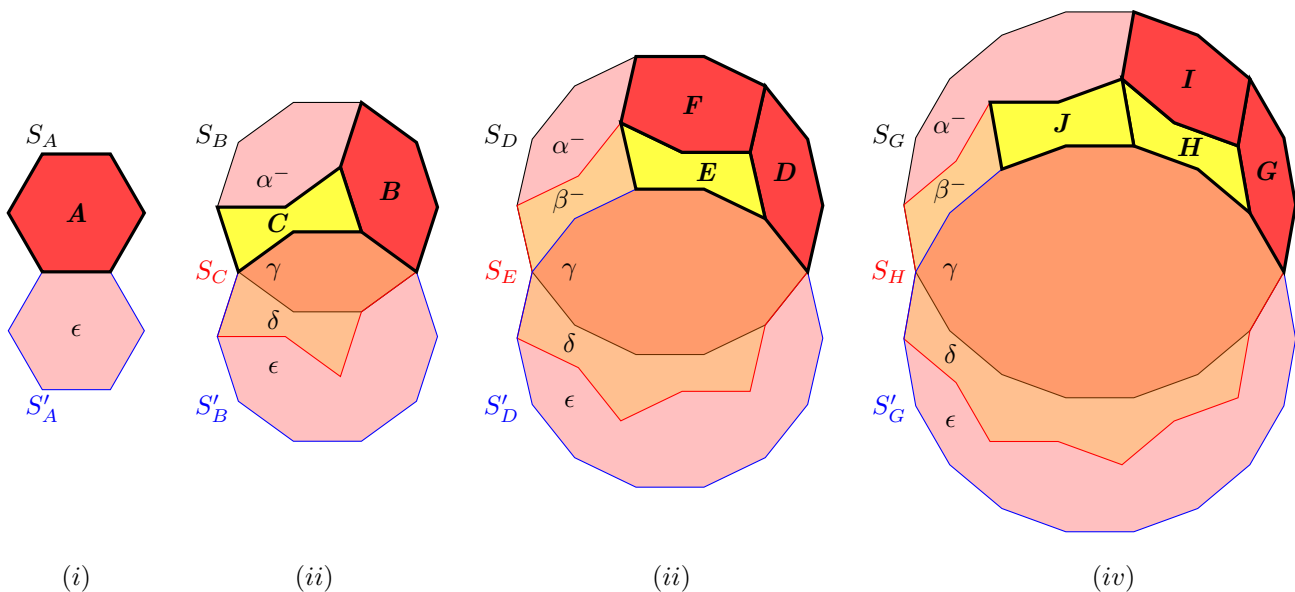 S_A
A
ϵ
S′_A
(i)
S_B
α⁻
B
C
S_C
γ
δ
ϵ
S′_B
(ii)
S_D
α⁻
F
β⁻
E
D
S_E
γ
δ
ϵ
S′_D
(ii)
S_G
α⁻
I
J
H
G
β⁻
S_H
γ
δ
ϵ
S′_G
(iv)